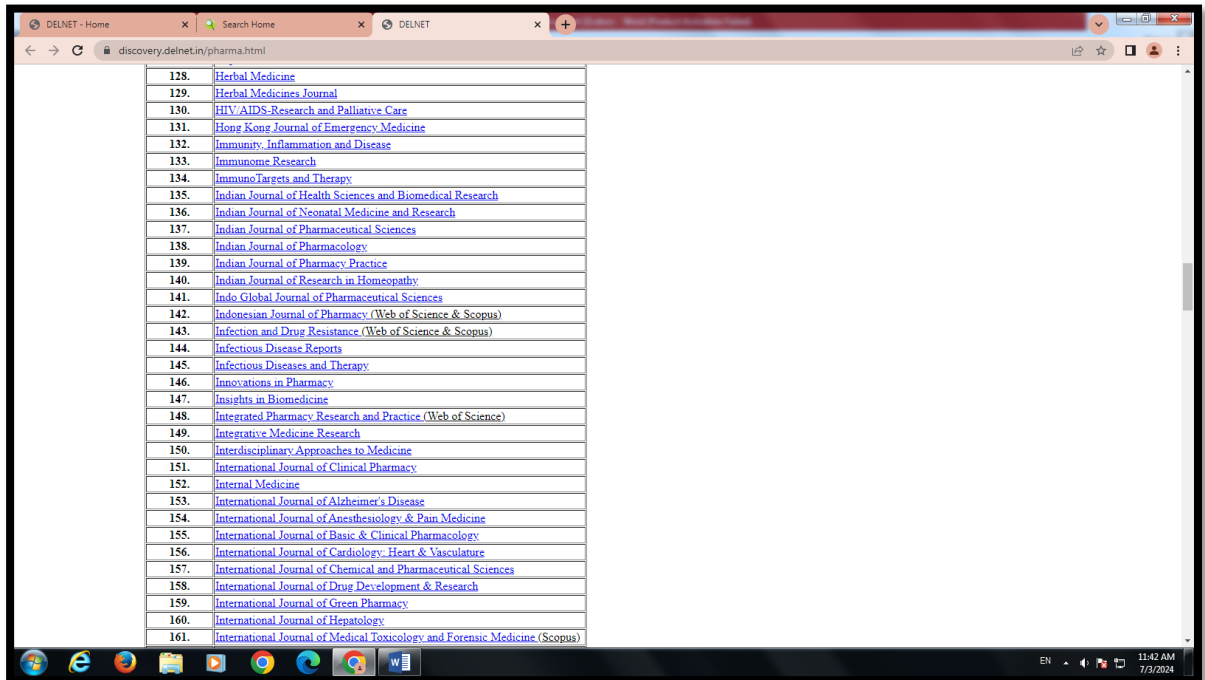 DELNET - Home
Search Home
DELNET
discovery.delnet.in/pharma.html
128. Herbal Medicine
129. Herbal Medicines Journal
130. HIV/AIDS-Research and Palliative Care
131. Hong Kong Journal of Emergency Medicine
132. Immunity, Inflammation and Disease
133. Immunome Research
134. ImmunoTargets and Therapy
135. Indian Journal of Health Sciences and Biomedical Research
136. Indian Journal of Neonatal Medicine and Research
137. Indian Journal of Pharmaceutical Sciences
138. Indian Journal of Pharmacology
139. Indian Journal of Pharmacy Practice
140. Indian Journal of Research in Homeopathy
141. Indo Global Journal of Pharmaceutical Sciences
142. Indonesian Journal of Pharmacy (Web of Science & Scopus)
143. Infection and Drug Resistance (Web of Science & Scopus)
144. Infectious Disease Reports
145. Infectious Diseases and Therapy
146. Innovations in Pharmacy
147. Insights in Biomedicine
148. Integrated Pharmacy Research and Practice (Web of Science)
149. Integrative Medicine Research
150. Interdisciplinary Approaches to Medicine
151. International Journal of Clinical Pharmacy
152. Internal Medicine
153. International Journal of Alzheimer's Disease
154. International Journal of Anesthesiology & Pain Medicine
155. International Journal of Basic & Clinical Pharmacology
156. International Journal of Cardiology: Heart & Vasculature
157. International Journal of Chemical and Pharmaceutical Sciences
158. International Journal of Drug Development & Research
159. International Journal of Green Pharmacy
160. International Journal of Hepatology
161. International Journal of Medical Toxicology and Forensic Medicine (Scopus)
EN
11:42 AM
7/3/2024